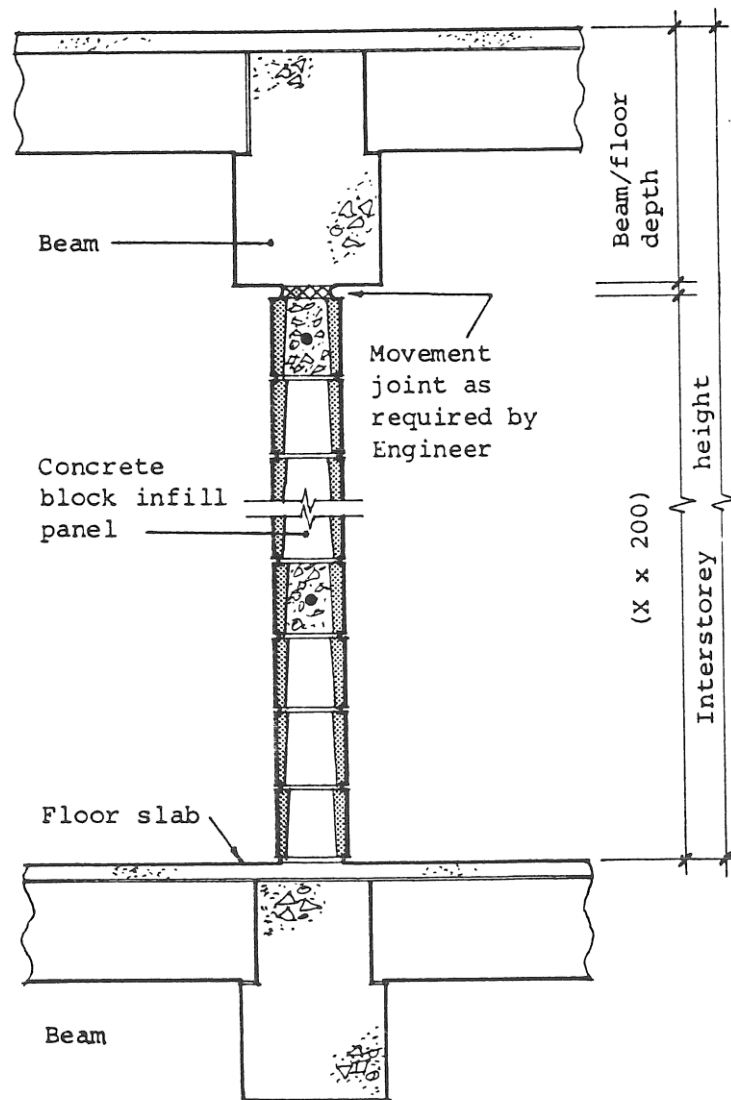 Beam
Beam/floor
depth
Movement
joint as
required by
Engineer
Concrete
block infill
panel
(X x 200)
Interstorey height
Floor slab
Beam